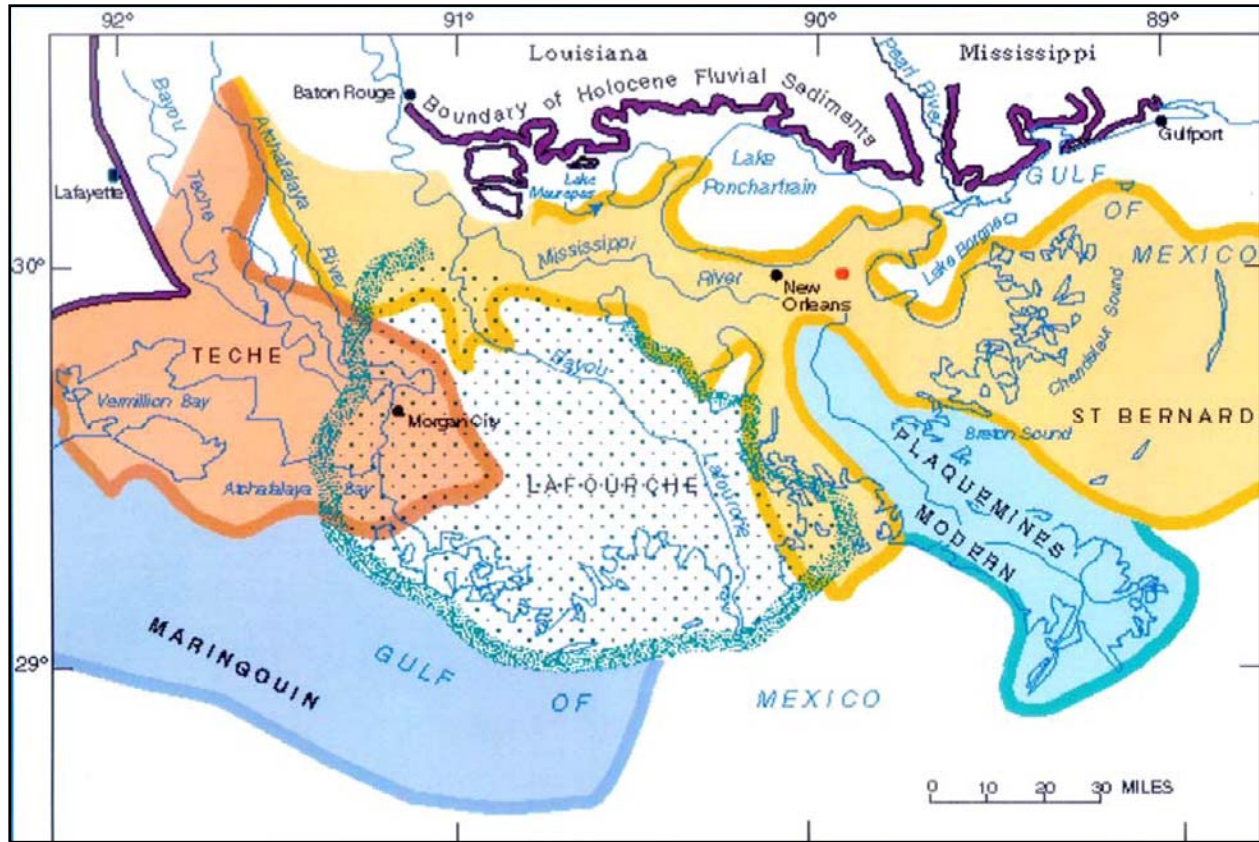 92°
91°
90°
89°
Louisiana
Mississippi
Bayou
Teche
Atchafalaya
River
Baton Rouge
Boundary of Holocene Fluvial Sediments
Pearl River
Gulfport
Lake
Ponchartrain
Lake
Maurepas
Lafayette
GULF
OF
MEXICO
30°
Mississippi
River
New
Orleans
Lake Borgne
Chandeleur Sound
TECHE
Vermillion Bay
Bayou
Lafourche
Morgan City
ST BERNARD
Breton Sound
PLAQUEMINES
MODERN
Atchafalaya Bay
LAFOURCHE
MARINGOUIN
GULF
OF
MEXICO
29°
0 10 20 30 MILES